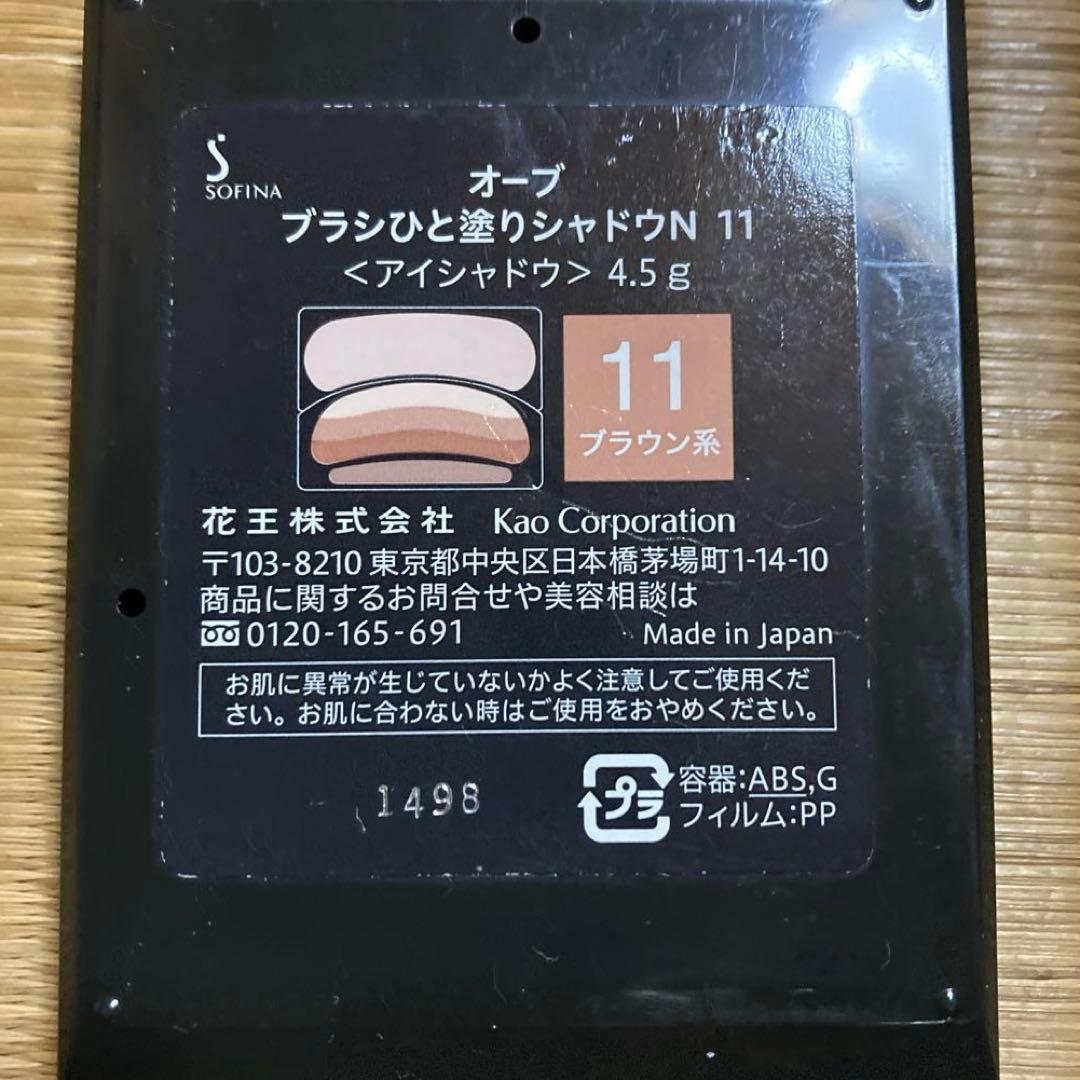 SOFINA
オーブ
ブラシひと塗りシャドウN 11
＜アイシャドウ＞ 4.5g
11
ブラウン系
花王株式会社 Kao Corporation
〒103-8210 東京都中央区日本橋茅場町1-14-10
商品に関するお問合せや美容相談は
0120-165-691 Made in Japan
お肌に異常が生じていないかよく注意してご使用くだ
さい。お肌に合わない時はご使用をおやめください。
1498
プラ 容器:ABS,G
フィルム:PP